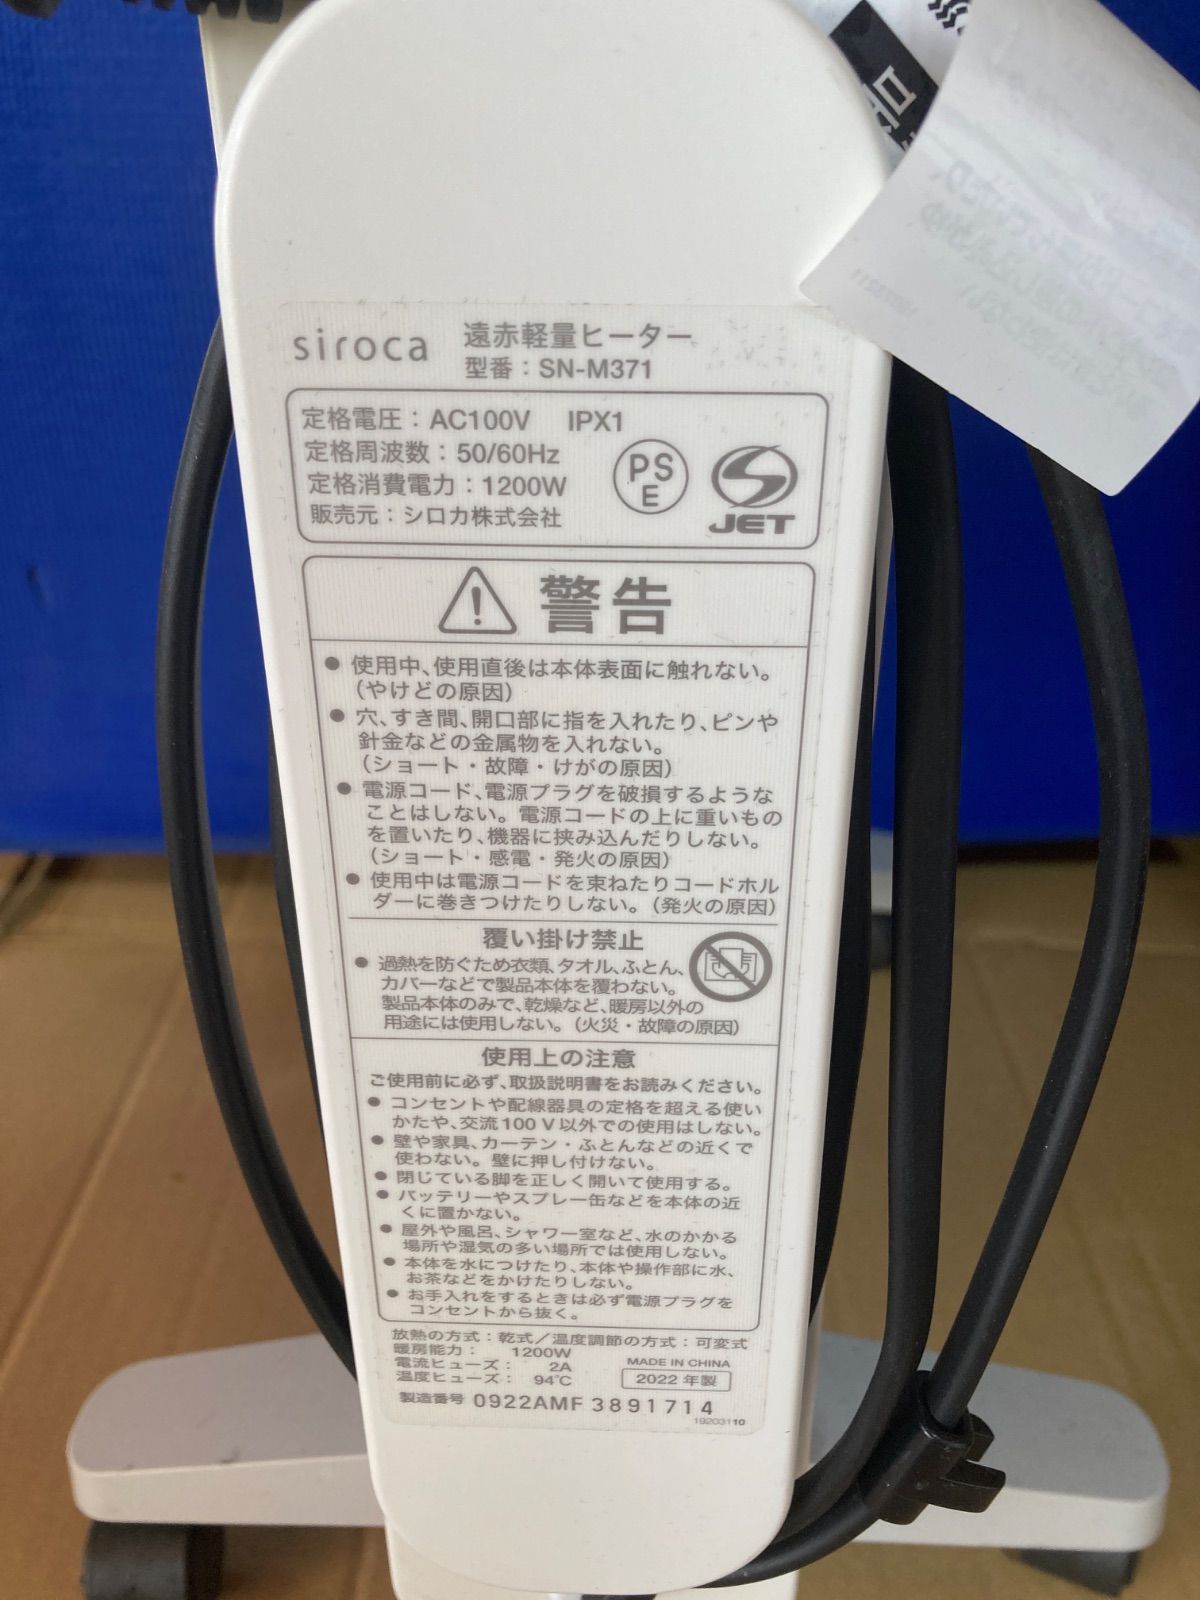 siroca 遠赤軽量ヒーター
型番：SN-M371
定格電圧：AC100V IPX1
定格周波数：50/60Hz
定格消費電力：1200W
販売元：シロカ株式会社
PS
E
JET
警告
● 使用中、使用直後は本体表面に触れない。
（やけどの原因）
● 穴、すき間、開口部に指を入れたり、ピンや
針金などの金属物を入れない。
（ショート・故障・けがの原因）
● 電源コード、電源プラグを破損するような
ことはしない。電源コードの上に重いもの
を置いたり、機器に挟み込んだりしない。
（ショート・感電・発火の原因）
● 使用中は電源コードを束ねたりコードホル
ダーに巻きつけたりしない。（発火の原因）
覆い掛け禁止
● 過熱を防ぐため衣類、タオル、ふとん、
カバーなどで製品本体を覆わない。
製品本体のみで、乾燥など、暖房以外の
用途には使用しない。（火災・故障の原因）
使用上の注意
ご使用前に必ず、取扱説明書をお読みください。
● コンセントや配線器具の定格を超える使い
かたや、交流100V以外での使用はしない。
● 壁や家具、カーテン・ふとんなどの近くで
使わない。壁に押し付けない。
● 閉じている脚を正しく開いて使用する。
● バッテリーやスプレー缶などを本体の近
くに置かない。
● 屋外や風呂、シャワー室など、水のかかる
場所や湿気の多い場所では使用しない。
● 本体を水につけたり、本体や操作部に水、
お茶などをかけたりしない。
● お手入れをするときは必ず電源プラグを
コンセントから抜く。
放熱の方式：乾式／温度調節の方式：可変式
暖房能力： 1200W
電流ヒューズ： 2A MADE IN CHINA
温度ヒューズ： 94℃ 2022年製
製造番号 0922AMF 3891714
19203110